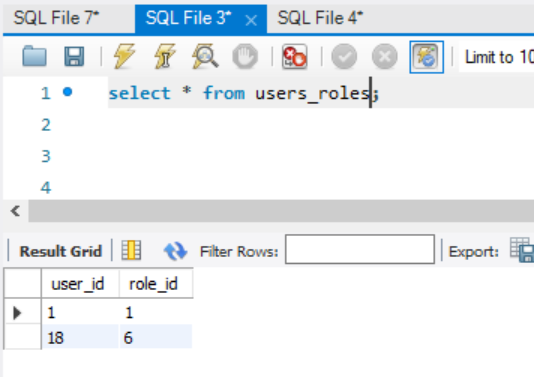 SQL File 7* SQL File 3* × SQL File 4*
Limit to 10
1 select * from users_roles;
2
3
4
Result Grid Filter Rows: Export:
user_id role_id
1 1
18 6